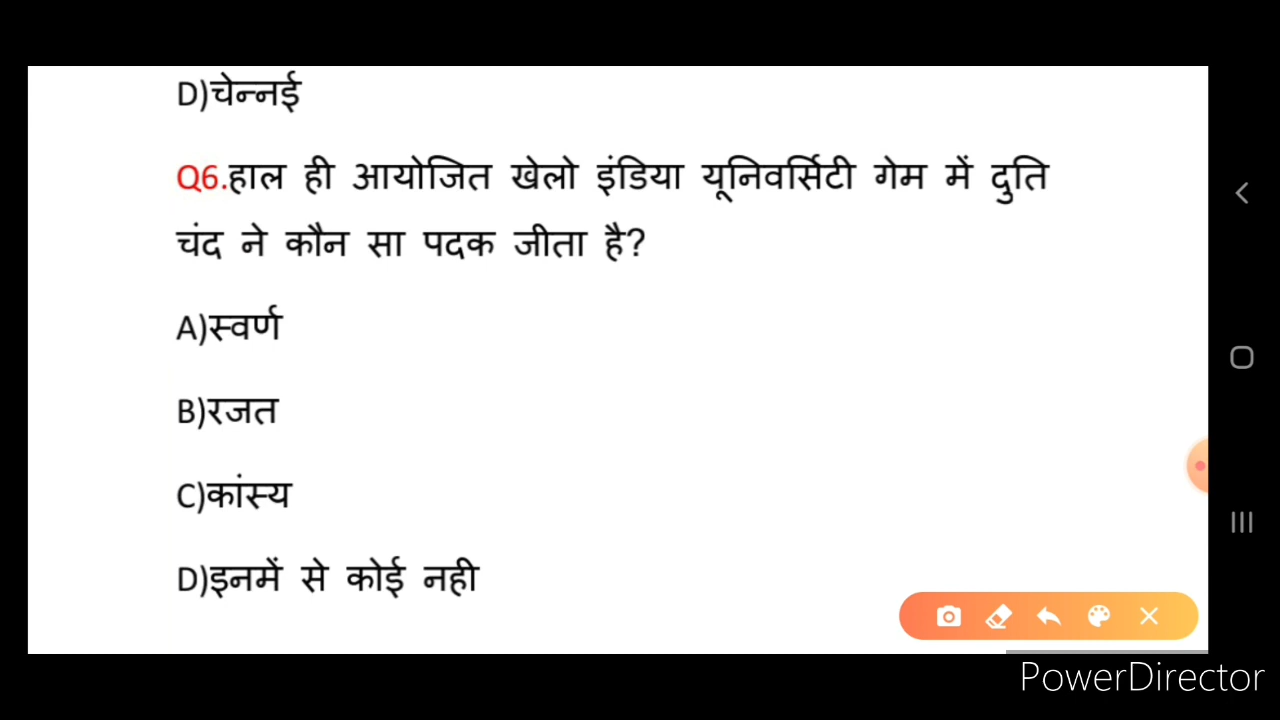 D)चेन्नई
Q6.हाल ही आयोजित खेलो इंडिया यूनिवर्सिटी गेम में दुति
चंद ने कौन सा पदक जीता है?
A)स्वर्ण
B)रजत
C)कांस्य
D)इनमें से कोई नही
PowerDirector